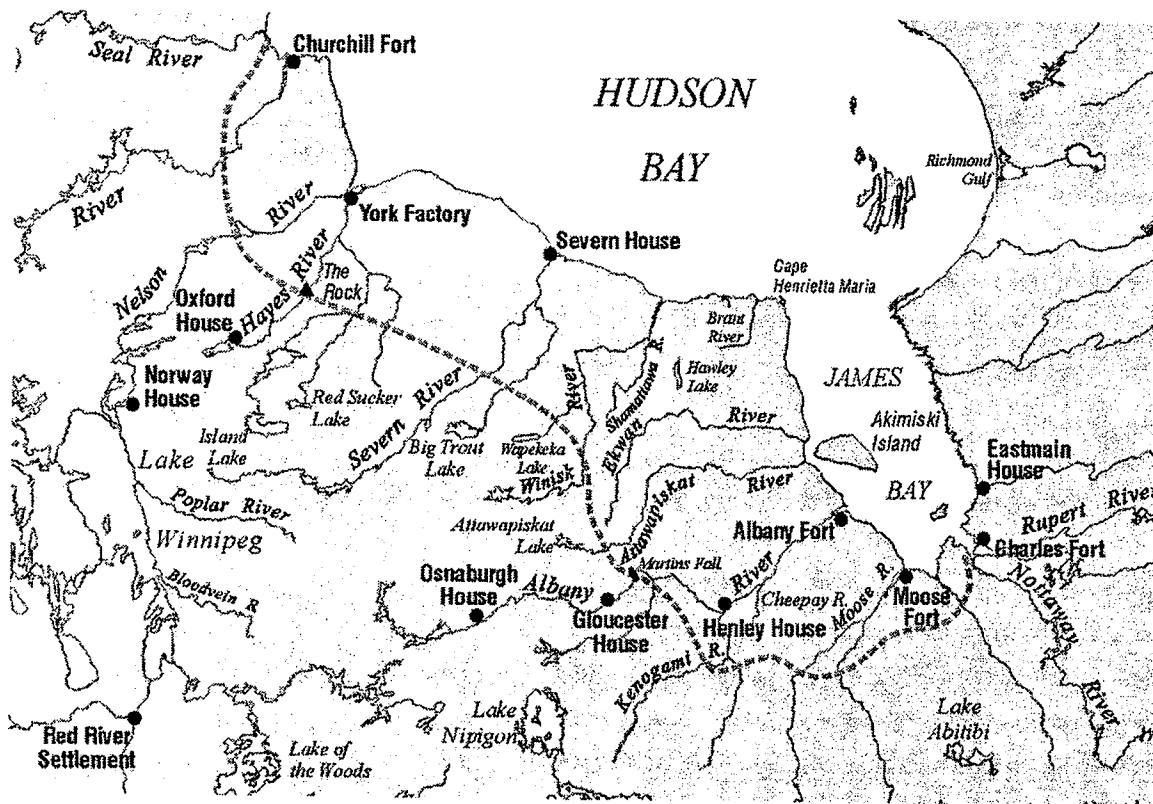 Seal River
Churchill Fort
HUDSON
BAY
Richmond
Gulf
River
River
York Factory
Severn House
Cape
Henrietta Maria
Nelson
Oxford
House
Hayes River
The
Rock
Brant
River
Norway
House
Red Sucker
Lake
Severn River
River
Shamattawa R.
Hawley
Lake
JAMES
Akimiski
Island
Island
Lake
Lake
Big Trout
Lake
Wapekeka
Lake
Winisk
Ekwan
River
Eastmain
House
BAY
Poplar River
Winnipeg
Attawapiskat
Lake
Attawapiskat
River
Albany Fort
Rupert River
Charles Fort
Bloodvein R
Osnaburgh
House
Albany
Martins Fall
River
Gloucester
House
Henley House
Cheepay R
Moose R.
Moose
Fort
Nottaway
River
Kenogami R.
Red River
Settlement
Lake of
the Woods
Lake
Nipigon
Lake
Abitibi